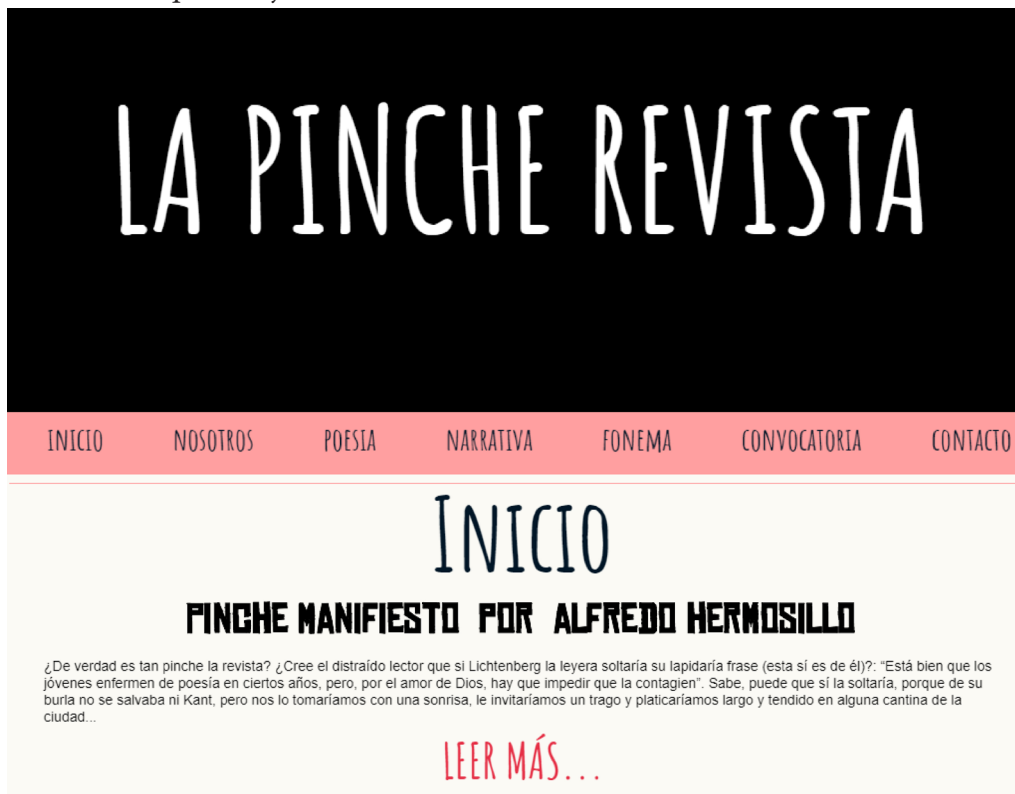 LA PINCHE REVISTA
INICIO NOSOTROS POESIA NARRATIVA FONEMA CONVOCATORIA CONTACTO
INICIO
PINCHE MANIFIESTO POR ALFREDO HERMOSILLO
¿De verdad es tan pinche la revista? ¿Cree el distraído lector que si Lichtenberg la leyera soltaría su lapidaría frase (esta sí es de él)?: “Está bien que los
jóvenes enfermen de poesía en ciertos años, pero, por el amor de Dios, hay que impedir que la contagien”. Sabe, puede que sí la soltaría, porque de su
burla no se salvaba ni Kant, pero nos lo tomaríamos con una sonrisa, le invitaríamos un trago y platicaríamos largo y tendido en alguna cantina de la
ciudad...
LEER MÁS...